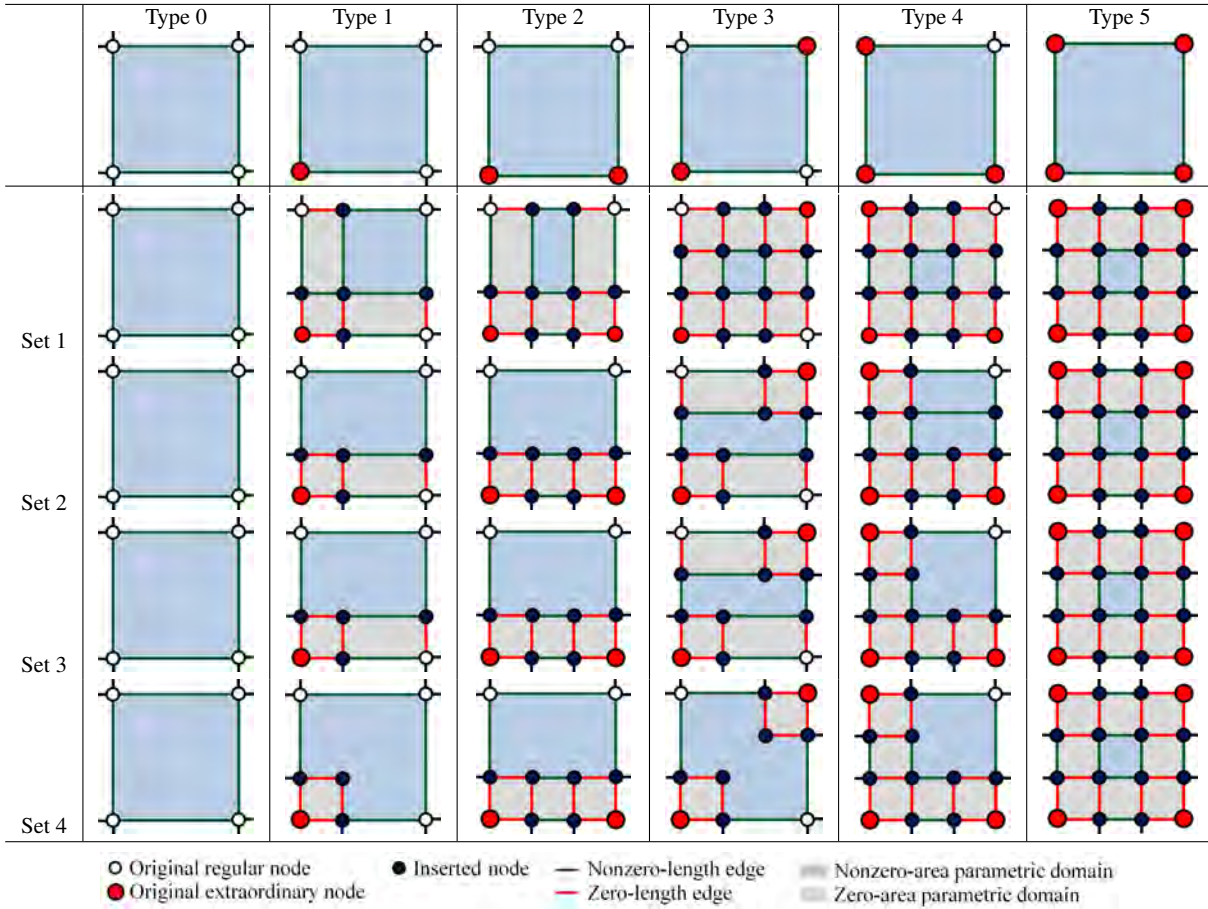 Type 0 Type 1 Type 2 Type 3 Type 4 Type 5
Set 1
Set 2
Set 3
Set 4
Original regular node Inserted node Nonzero-length edge Nonzero-area parametric domain
Original extraordinary node Zero-length edge Zero-area parametric domain